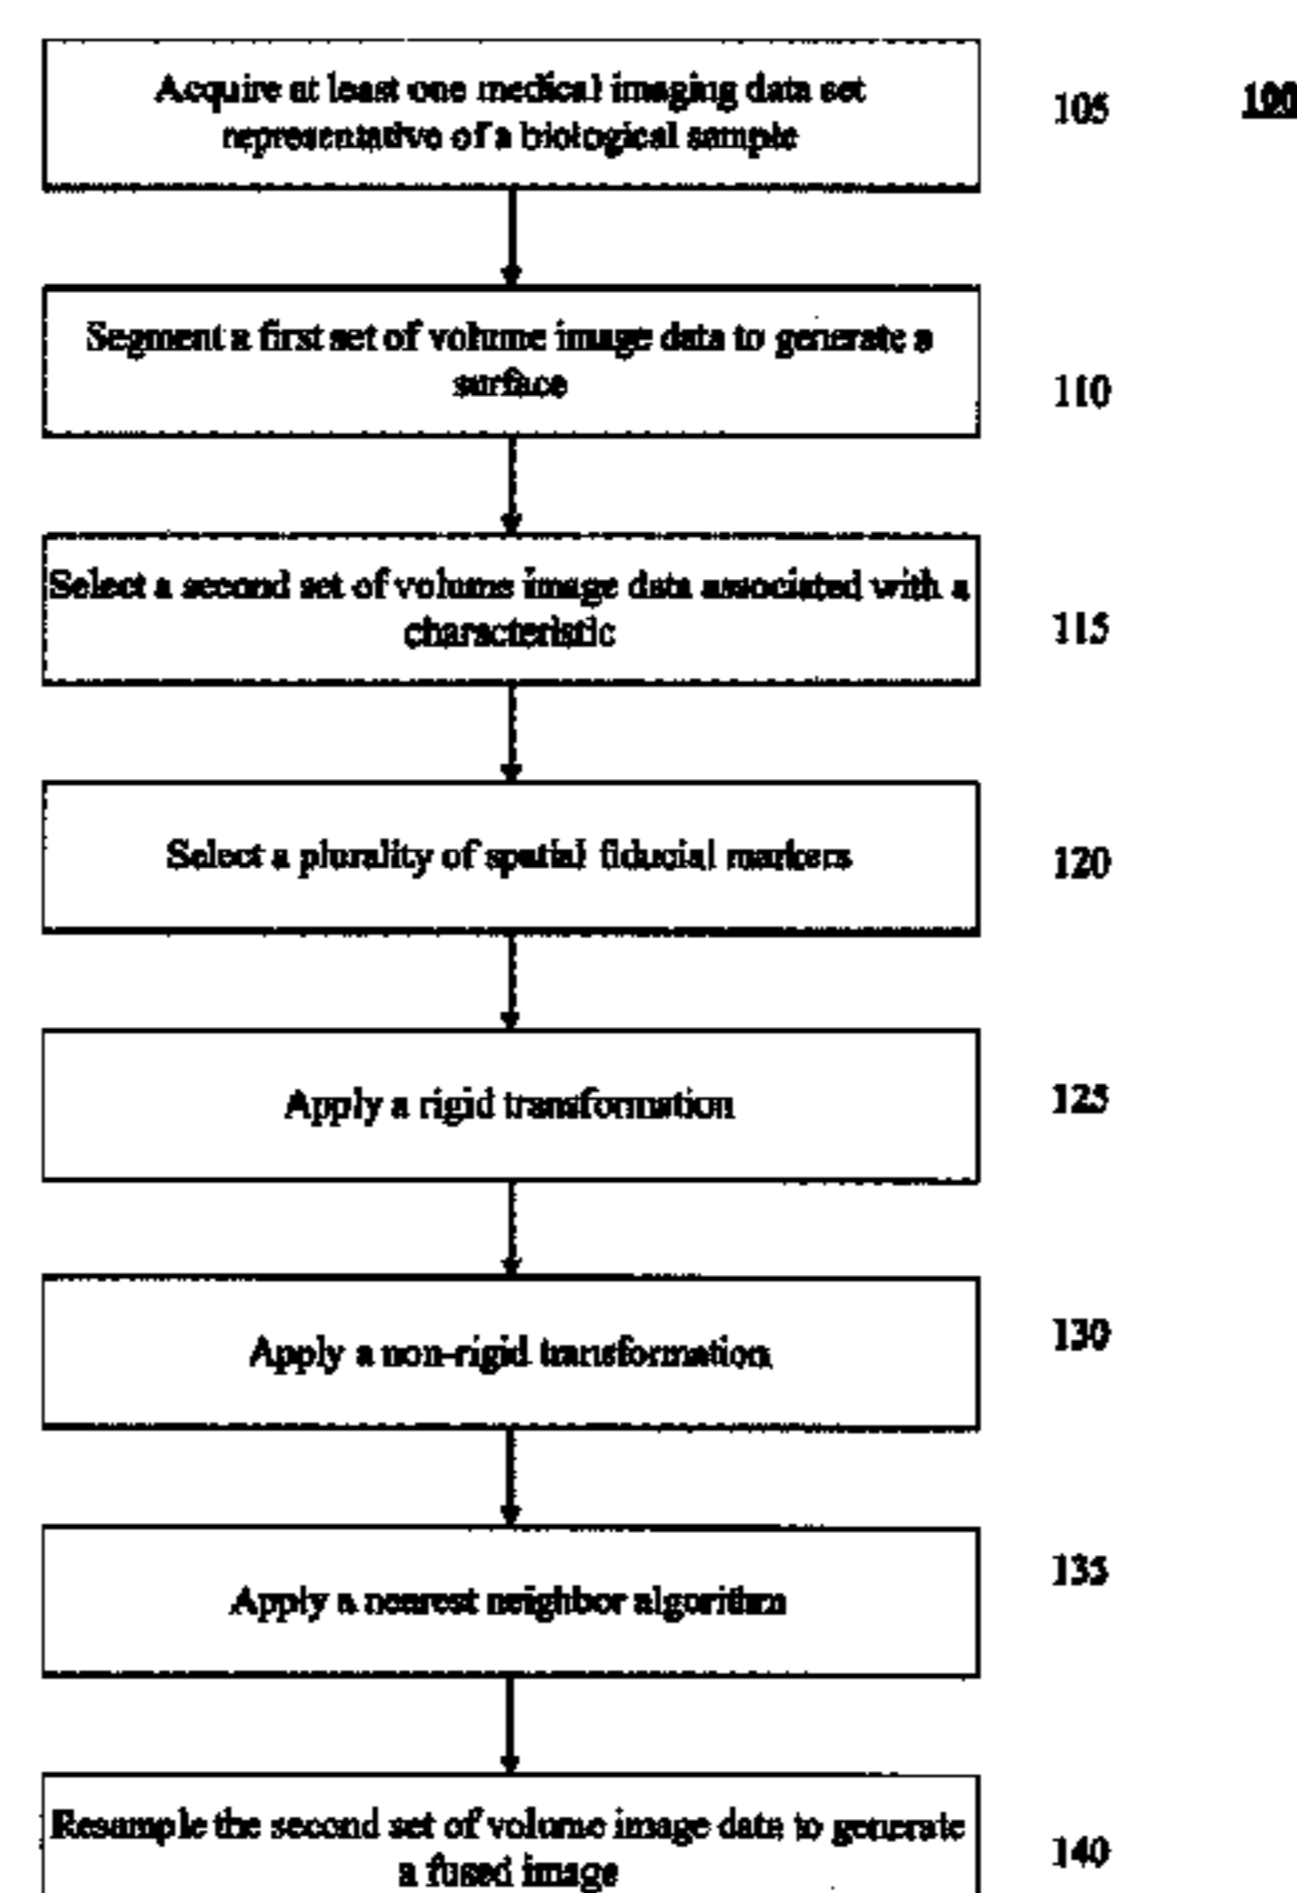 100
Acquire at least one medical imaging data set
representative of a biological sample
105
Segment a first set of volume image data to generate a
surface
110
Select a second set of volume image data associated with a
characteristic
115
Select a plurality of spatial fiducial markers
120
Apply a rigid transformation
125
Apply a non-rigid transformation
130
Apply a nearest neighbor algorithm
135
Resample the second set of volume image data to generate
a fused image
140